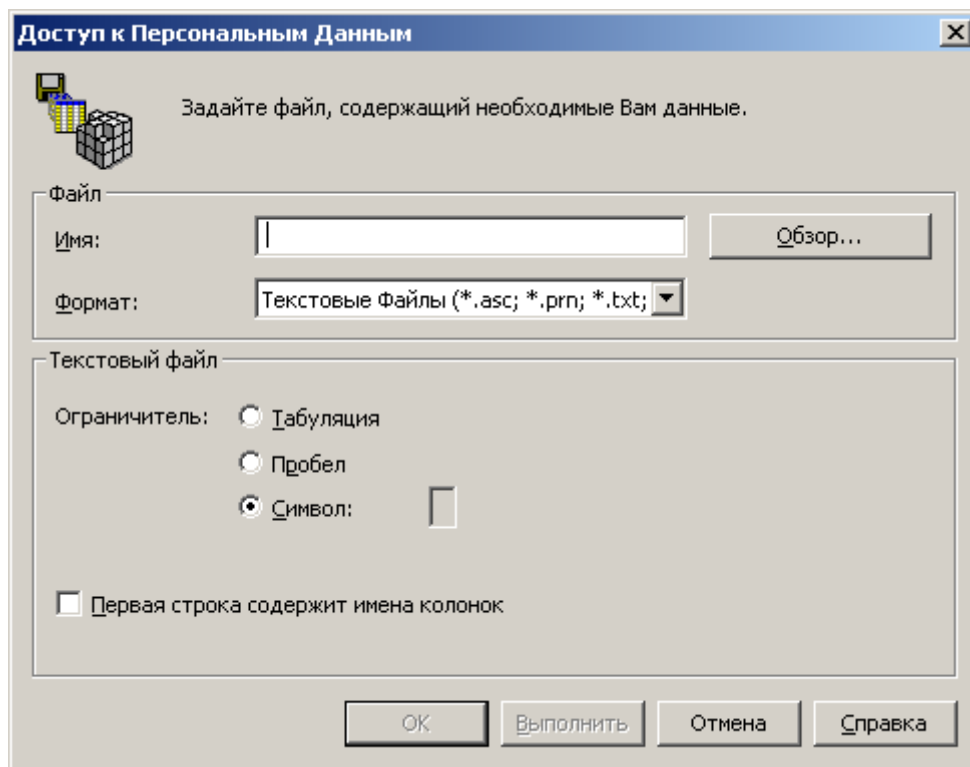 Доступ к Персональным Данным
Задайте файл, содержащий необходимые Вам данные.
Файл
Имя:
Обзор...
Формат:
Текстовые Файлы (*.asc; *.prn; *.txt;
Текстовый файл
Ограничитель:
Табуляция
Пробел
Символ:
Первая строка содержит имена колонок
OK
Выполнить
Отмена
Справка